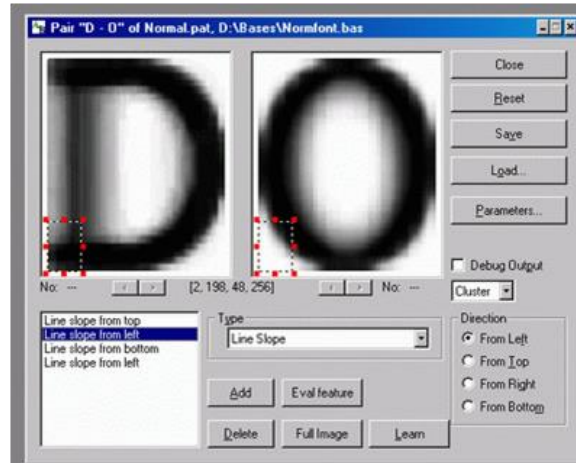 Pair "D - O" of Normal.pat, D:\Bases\Normfont.bas
D O
Close
Reset
Save
Load...
Parameters...
Debug Output
No: --- [2, 198, 48, 256] No: ---
Cluster
Line slope from top
Line slope from left
Line slope from bottom
Line slope from left
Type
Line Slope
Add Eval feature
Delete Full Image Learn
Direction
From Left
From Top
From Right
From Bottom